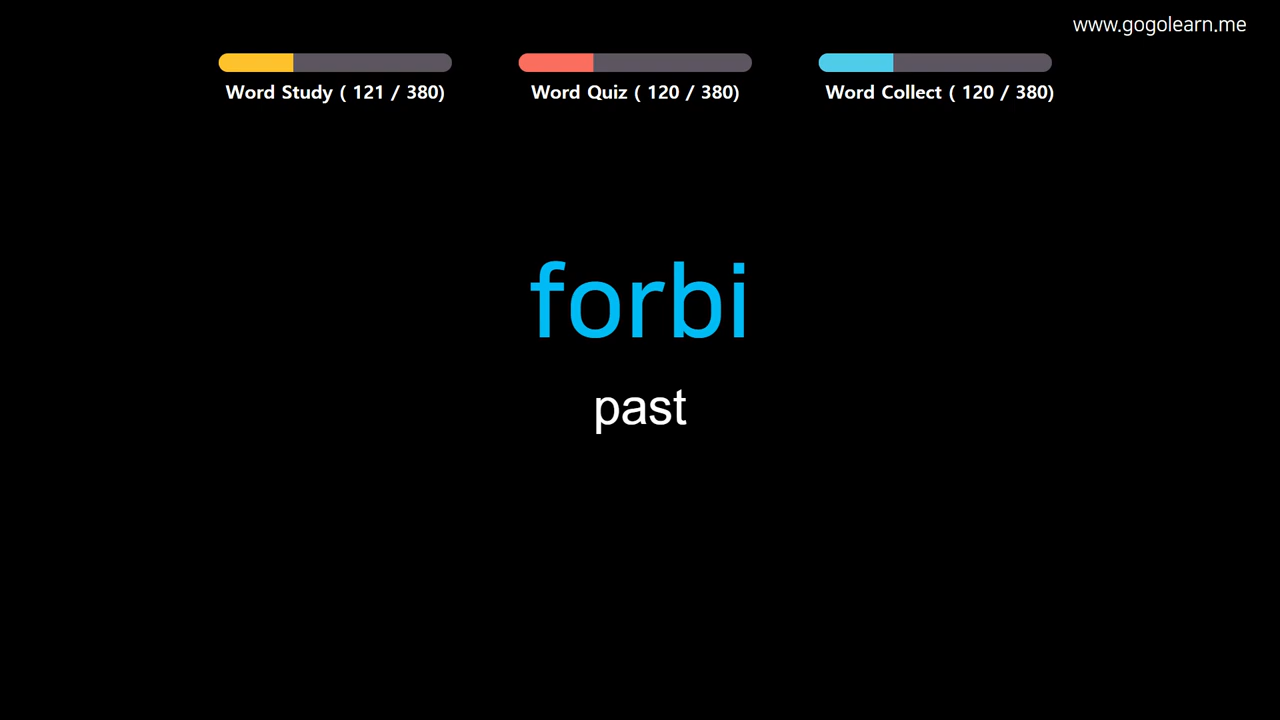 www.gogolearn.me
Word Study ( 121 / 380)
Word Quiz ( 120 / 380)
Word Collect ( 120 / 380)
forbi
past